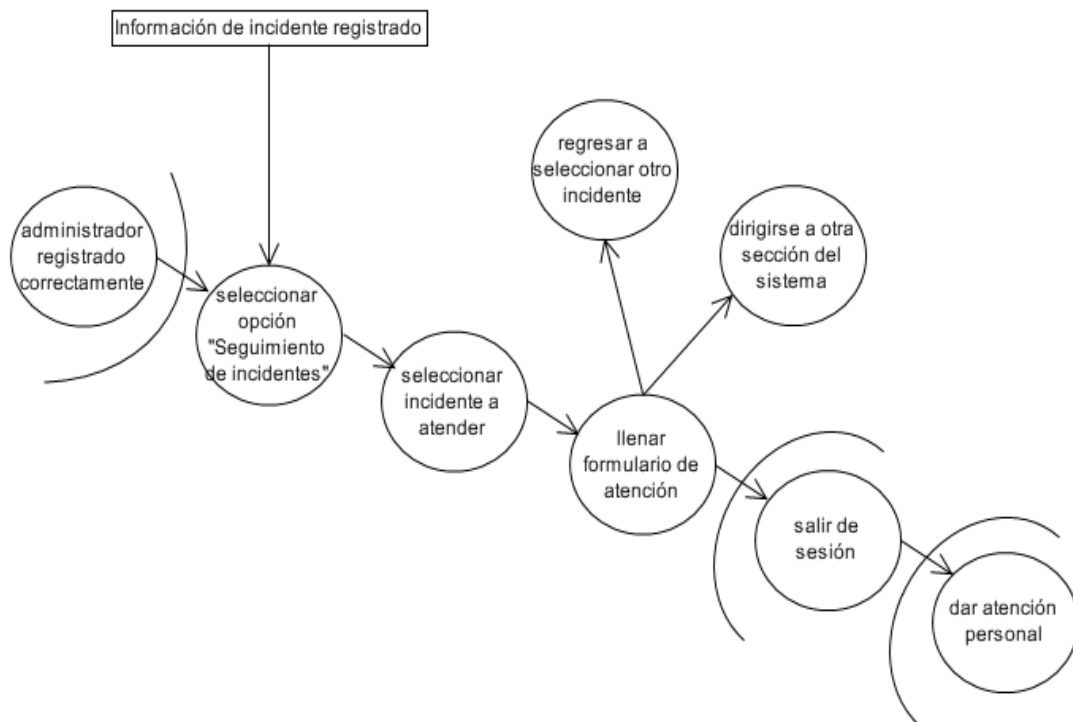 Información de incidente registrado
administrador
registrado
correctamente
seleccionar
opción
"Seguimiento
de incidentes"
seleccionar
incidente a
atender
regresar a
seleccionar otro
incidente
dirigirse a otra
sección del
sistema
llenar
formulario de
atención
salir de
sesión
dar atención
personal